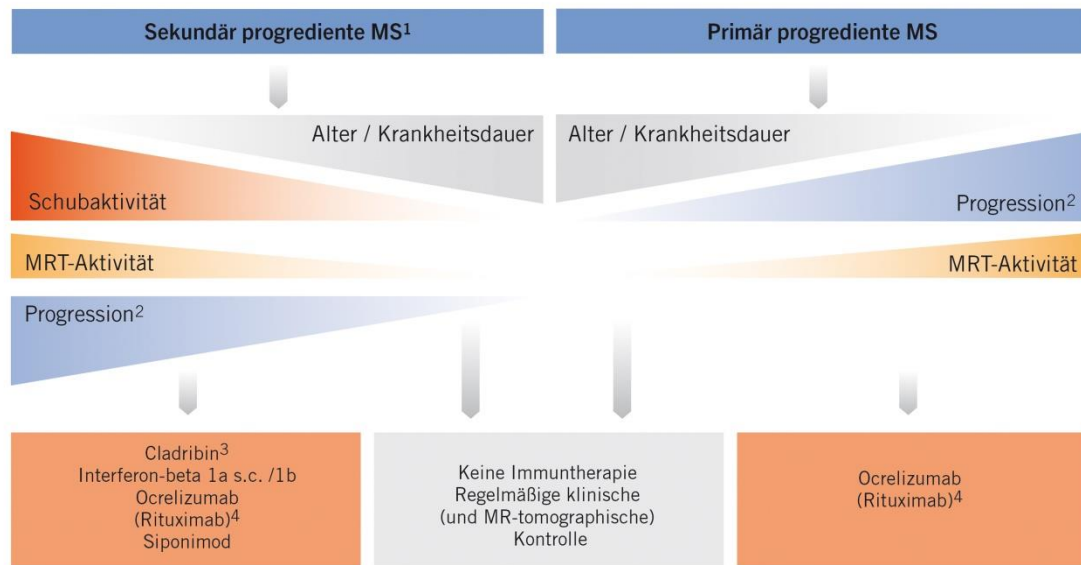 Sekundär progrediente MS¹
Primär progrediente MS
Alter / Krankheitsdauer
Alter / Krankheitsdauer
Schubaktivität
Progression²
MRT-Aktivität
MRT-Aktivität
Progression²
Cladribin³
Interferon-beta 1a s.c. /1b
Ocrelizumab
(Rituximab)⁴
Siponimod
Keine Immuntherapie
Regelmäßige klinische
(und MR-tomographische)
Kontrolle
Ocrelizumab
(Rituximab)⁴